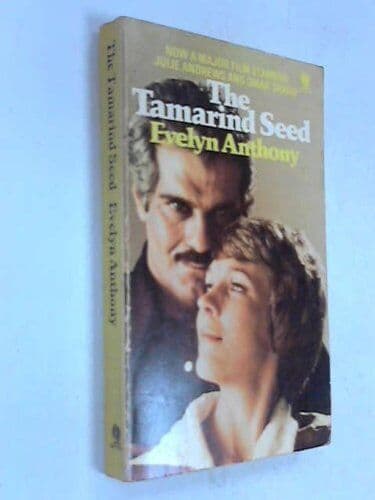 NOW A MAJOR FILM STARRING
JULIE ANDREWS AND OMAR SHARIF
The
Tamarind Seed
Evelyn Anthony
The Tamarind Seed Evelyn Anthony